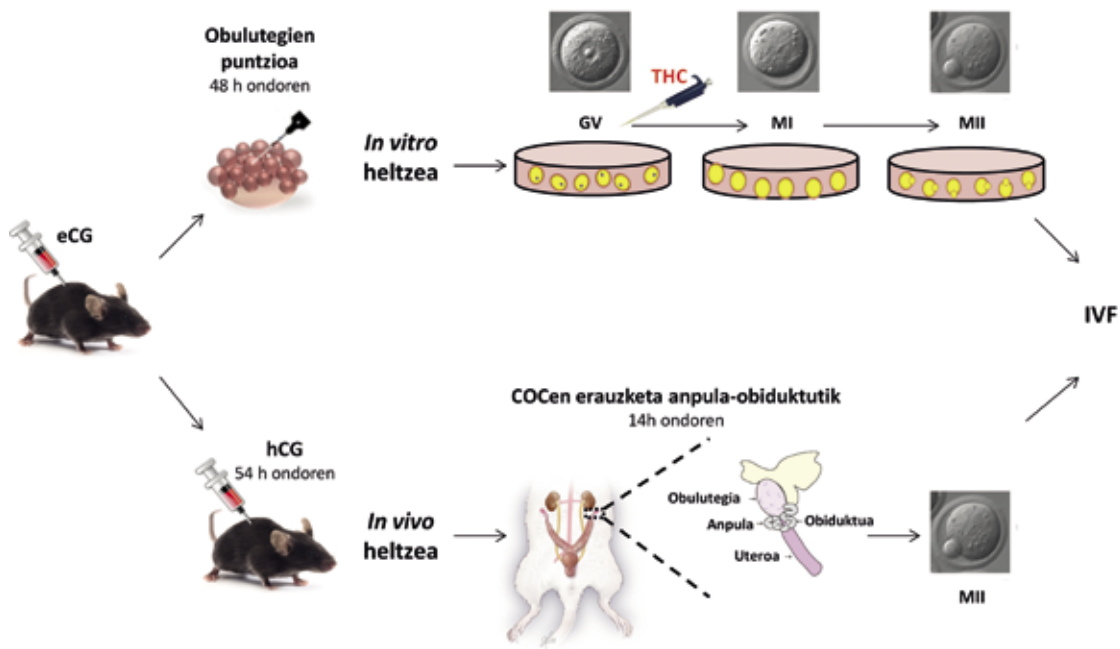 Obulutegien
puntzioa
48 h ondoren
THC
GV
MI
MII
In vitro
heltzea
eCG
IVF
COCen erauzketa anpula-obiduktutik
14h ondoren
hCG
54 h ondoren
In vivo
heltzea
Obulutegia
Anpula
Obiduktua
Uteroa
MII